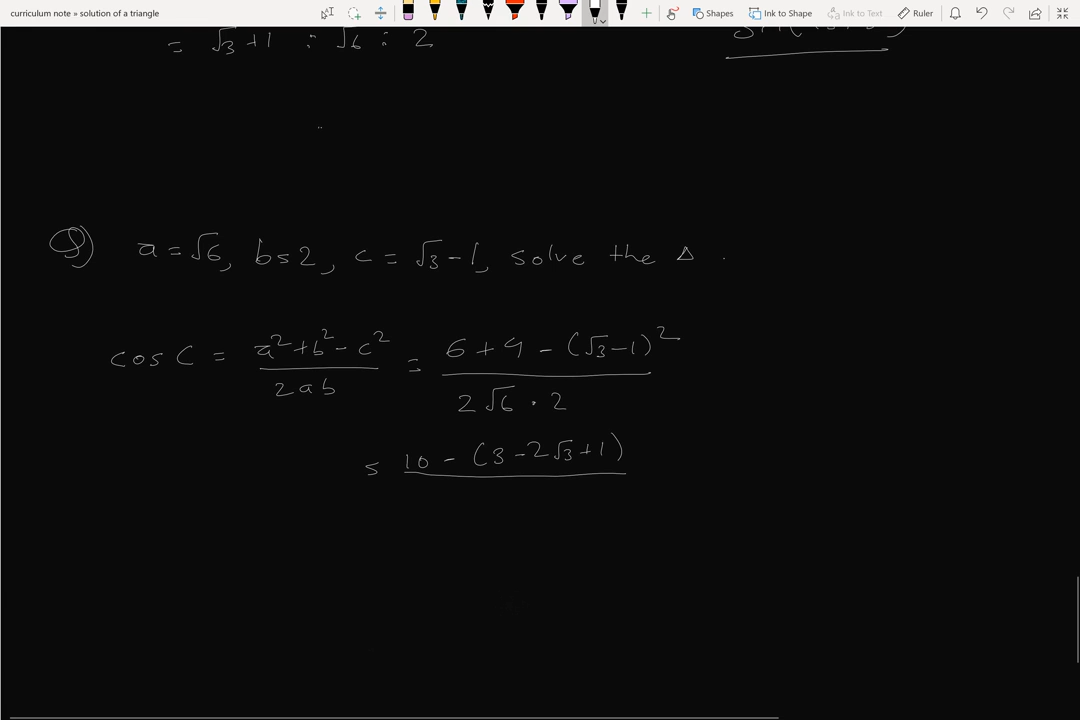 curriculum note » solution of a triangle
Ink to Shape
Ink to Text
Shapes
Ruler
= √3+1 : √6 : 2
Q) a = √6, b = 2, c = √3-1, solve the Δ.
cos C = a²+b²-c² / 2ab = 6+4-(√3-1)² / 2√6 · 2
= 10 - (3-2√3+1)